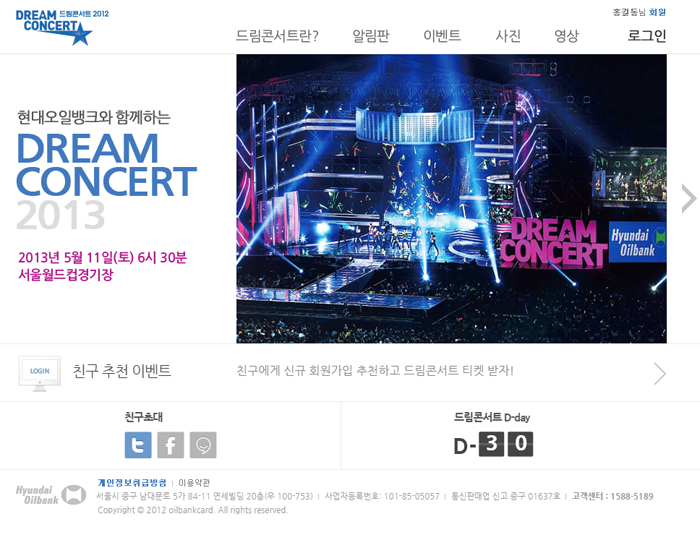 DREAM 드림콘서트 2012
CONCERT
홍길동님 회원
드림콘서트란? 알림판 이벤트 사진 영상 로그인
현대오일뱅크와 함께하는
DREAM
CONCERT
2013
2013년 5월 11일(토) 6시 30분
서울월드컵경기장
DREAM
CONCERT
Hyundai
Oilbank
LOGIN
친구 추천 이벤트
친구에게 신규 회원가입 추천하고 드림콘서트 티켓 받자!
친구초대
드림콘서트 D-day
D-30
Hyundai
Oilbank
개인정보취급방침 | 이용약관
서울시 중구 남대문로 5가 84-11 연세빌딩 20층(우 100-753) | 사업자등록번호: 101-85-05057 | 통신판매업 신고 중구 01637호 | 고객센터 : 1588-5189
Copyright © 2012 oilbankcard. All rights reserved.